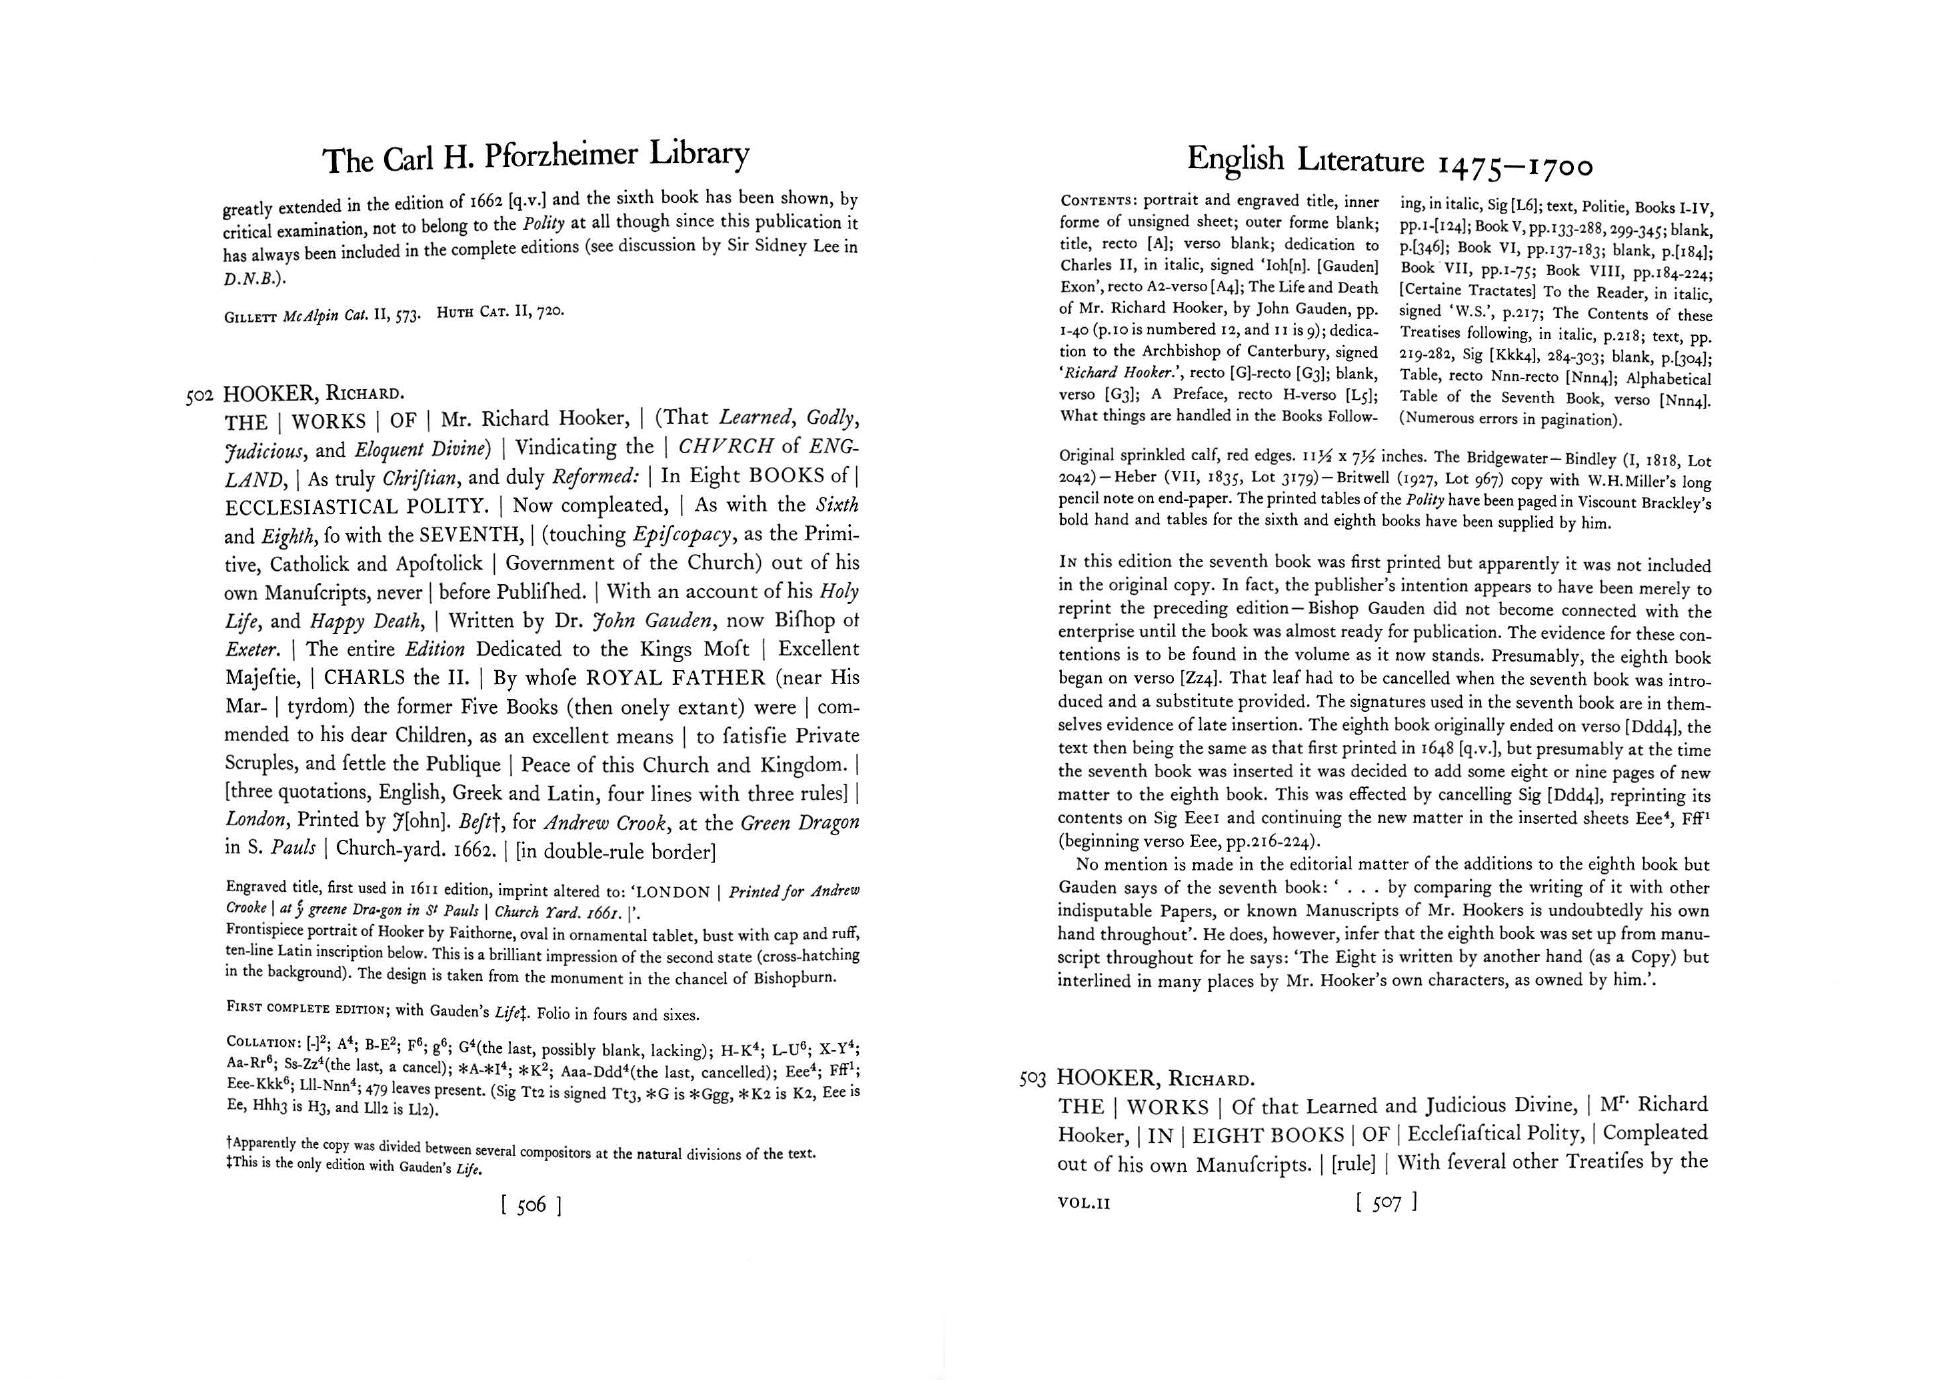 The Carl H. Pforzheimer Library
greatly extended in the edition of 1662 [q.v.] and the sixth book has been shown, by
critical examination, not to belong to the Polity at all though since this publication it
has always been included in the complete editions (see discussion by Sir Sidney Lee in
D.N.B.).
GILLETT McAlpin Cat. II, 573. HUTH CAT. II, 720.
502 HOOKER, RICHARD.
THE | WORKS | OF | Mr. Richard Hooker, | (That Learned, Godly,
Judicious, and Eloquent Divine) | Vindicating the | CHVRCH of ENG-
LAND, | As truly Chriſtian, and duly Reformed: | In Eight BOOKS of |
ECCLESIASTICAL POLITY. | Now compleated, | As with the Sixth
and Eighth, ſo with the SEVENTH, | (touching Epiſcopacy, as the Primi-
tive, Catholick and Apoſtolick | Government of the Church) out of his
own Manuſcripts, never | before Publiſhed. | With an account of his Holy
Life, and Happy Death, | Written by Dr. John Gauden, now Biſhop of
Exeter. | The entire Edition Dedicated to the Kings Moſt | Excellent
Majeſtie, | CHARLS the II. | By whoſe ROYAL FATHER (near His
Mar- | tyrdom) the former Five Books (then onely extant) were | com-
mended to his dear Children, as an excellent means | to ſatisfie Private
Scruples, and ſettle the Publique | Peace of this Church and Kingdom. |
[three quotations, English, Greek and Latin, four lines with three rules] |
London, Printed by J[ohn]. Beſt†, for Andrew Crook, at the Green Dragon
in S. Pauls | Church-yard. 1662. | [in double-rule border]
Engraved title, first used in 1611 edition, imprint altered to: ‘LONDON | Printed for Andrew
Crooke | at yͤ greene Dra-gon in St Pauls | Church Yard. 1661. |’.
Frontispiece portrait of Hooker by Faithorne, oval in ornamental tablet, bust with cap and ruff,
ten-line Latin inscription below. This is a brilliant impression of the second state (cross-hatching
in the background). The design is taken from the monument in the chancel of Bishopburn.
FIRST COMPLETE EDITION; with Gauden's Life‡. Folio in fours and sixes.
COLLATION: [-]²; A⁴; B-E²; F⁶; g⁶; G⁴(the last, possibly blank, lacking); H-K⁴; L-U⁶; X-Y⁴;
Aa-Rr⁶; Ss-Zz⁴(the last, a cancel); *A-*I⁴; *K²; Aaa-Ddd⁴(the last, cancelled); Eee⁴; Fff¹;
Eee-Kkk⁶; Lll-Nnn⁴; 479 leaves present. (Sig Tt2 is signed Tt3, *G is *Ggg, *K2 is K2, Eee is
Ee, Hhh3 is H3, and Lll2 is Ll2).
†Apparently the copy was divided between several compositors at the natural divisions of the text.
‡This is the only edition with Gauden's Life.
[ 506 ]
English Literature 1475–1700
CONTENTS: portrait and engraved title, inner
forme of unsigned sheet; outer forme blank;
title, recto [A]; verso blank; dedication to
Charles II, in italic, signed ‘Ioh[n]. [Gauden]
Exon’, recto A2-verso [A4]; The Life and Death
of Mr. Richard Hooker, by John Gauden, pp.
1-40 (p.10 is numbered 12, and 11 is 9); dedica-
tion to the Archbishop of Canterbury, signed
‘Richard Hooker.’, recto [G]-recto [G3]; blank,
verso [G3]; A Preface, recto H-verso [L5];
What things are handled in the Books Follow-
ing, in italic, Sig [L6]; text, Politie, Books I-IV,
pp.1-[124]; Book V, pp.133-288, 299-345; blank,
p.[346]; Book VI, pp.137-183; blank, p.[184];
Book VII, pp.1-75; Book VIII, pp.184-224;
[Certaine Tractates] To the Reader, in italic,
signed ‘W.S.’, p.217; The Contents of these
Treatises following, in italic, p.218; text, pp.
219-282, Sig [Kkk4], 284-303; blank, p.[304];
Table, recto Nnn-recto [Nnn4]; Alphabetical
Table of the Seventh Book, verso [Nnn4].
(Numerous errors in pagination).
Original sprinkled calf, red edges. 11½ x 7½ inches. The Bridgewater—Bindley (I, 1818, Lot
2042)—Heber (VII, 1835, Lot 3179)—Britwell (1927, Lot 967) copy with W.H.Miller's long
pencil note on end-paper. The printed tables of the Polity have been paged in Viscount Brackley's
bold hand and tables for the sixth and eighth books have been supplied by him.
IN this edition the seventh book was first printed but apparently it was not included
in the original copy. In fact, the publisher's intention appears to have been merely to
reprint the preceding edition—Bishop Gauden did not become connected with the
enterprise until the book was almost ready for publication. The evidence for these con-
tentions is to be found in the volume as it now stands. Presumably, the eighth book
began on verso [Zz4]. That leaf had to be cancelled when the seventh book was intro-
duced and a substitute provided. The signatures used in the seventh book are in them-
selves evidence of late insertion. The eighth book originally ended on verso [Ddd4], the
text then being the same as that first printed in 1648 [q.v.], but presumably at the time
the seventh book was inserted it was decided to add some eight or nine pages of new
matter to the eighth book. This was effected by cancelling Sig [Ddd4], reprinting its
contents on Sig Eee1 and continuing the new matter in the inserted sheets Eee⁴, Fff¹
(beginning verso Eee, pp.216-224).
No mention is made in the editorial matter of the additions to the eighth book but
Gauden says of the seventh book: ‘ . . . by comparing the writing of it with other
indisputable Papers, or known Manuscripts of Mr. Hookers is undoubtedly his own
hand throughout’. He does, however, infer that the eighth book was set up from manu-
script throughout for he says: ‘The Eight is written by another hand (as a Copy) but
interlined in many places by Mr. Hooker's own characters, as owned by him.’.
503 HOOKER, RICHARD.
THE | WORKS | Of that Learned and Judicious Divine, | Mr. Richard
Hooker, | IN | EIGHT BOOKS | OF | Eccleſiaſtical Polity, | Compleated
out of his own Manuſcripts. | [rule] | With ſeveral other Treatiſes by the
VOL.II
[ 507 ]